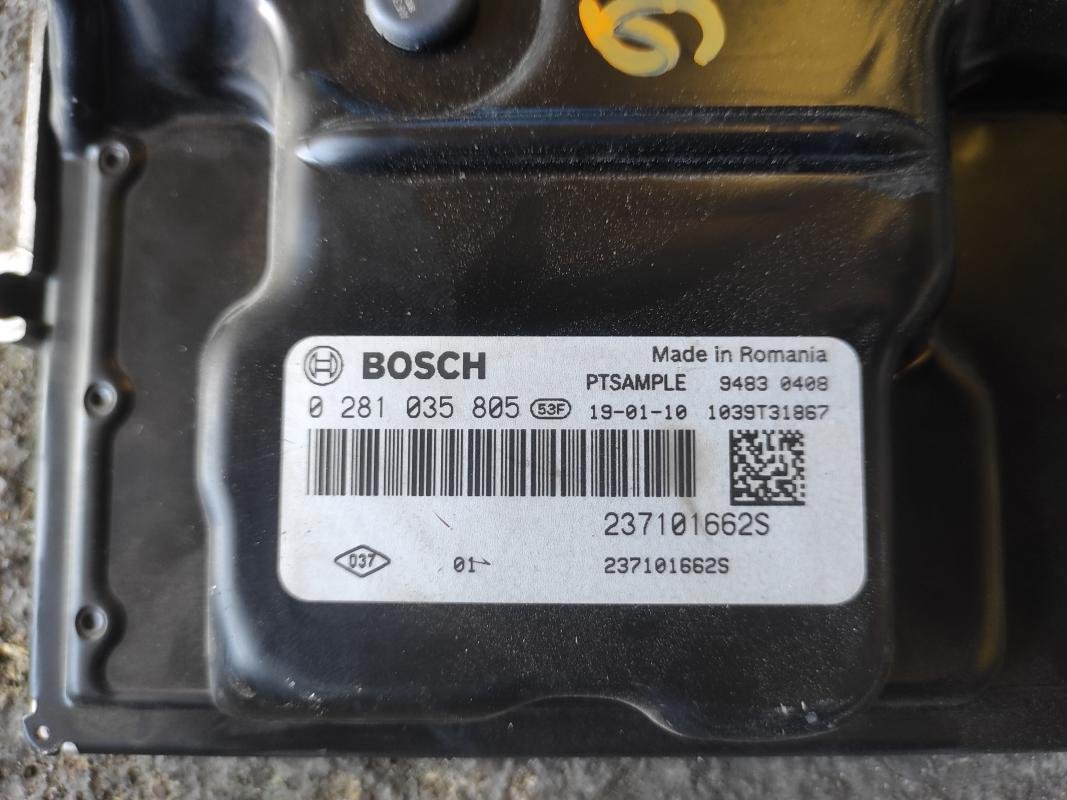 BOSCH
Made in Romania
PTSAMPLE 9483 0408
0 281 035 805 53F 19-01-10 1039T31867
237101662S
D37 01 237101662S